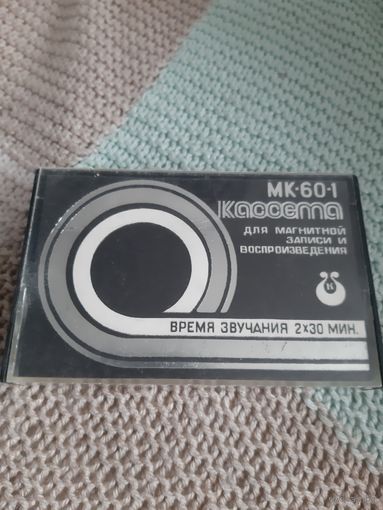 МК-60-1
Кассета
ДЛЯ МАГНИТНОЙ
ЗАПИСИ И
ВОСПРОИЗВЕДЕНИЯ
К
ВРЕМЯ ЗВУЧАНИЯ 2×30 МИН.